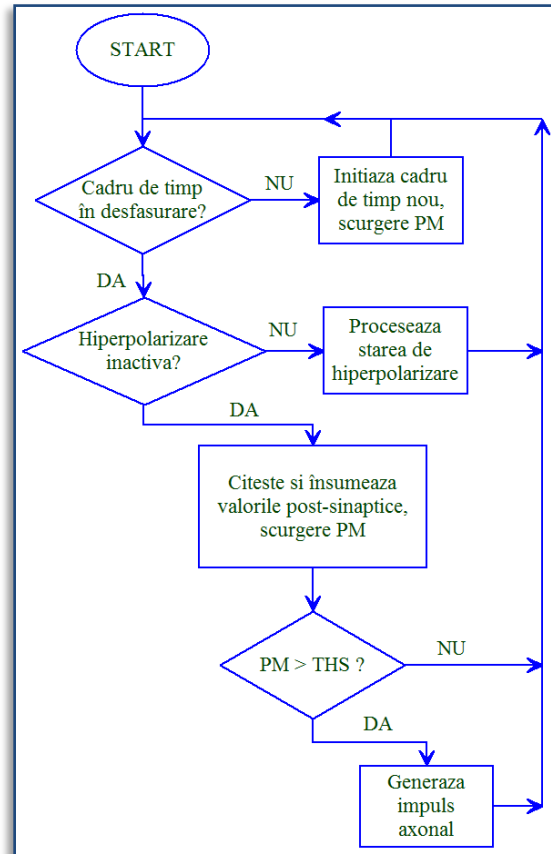 START
Cadru de timp
în desfasurare?
NU
Initiaza cadru
de timp nou,
scurgere PM
DA
Hiperpolarizare
inactiva?
NU
Proceseaza
starea de
hiperpolarizare
DA
Citeste si însumeaza
valorile post-sinaptice,
scurgere PM
PM > THS ?
NU
DA
Generaza
impuls
axonal